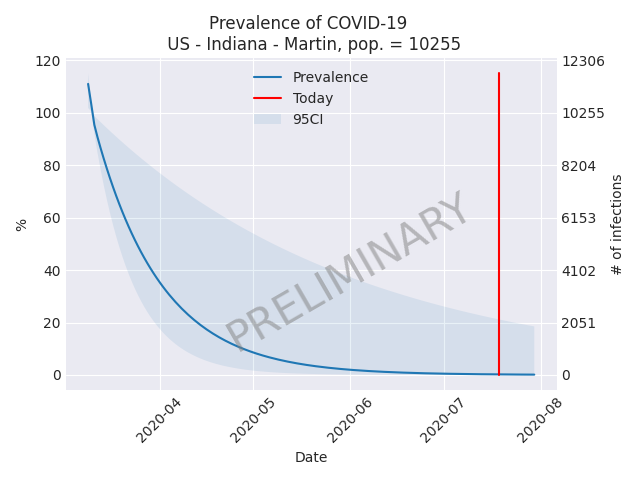 Prevalence of COVID-19
US - Indiana - Martin, pop. = 10255
120
100
80
60
40
20
0
%
12306
10255
8204
6153
4102
2051
0
# of infections
Prevalence
Today
95CI
PRELIMINARY
2020-04
2020-05
2020-06
2020-07
2020-08
Date